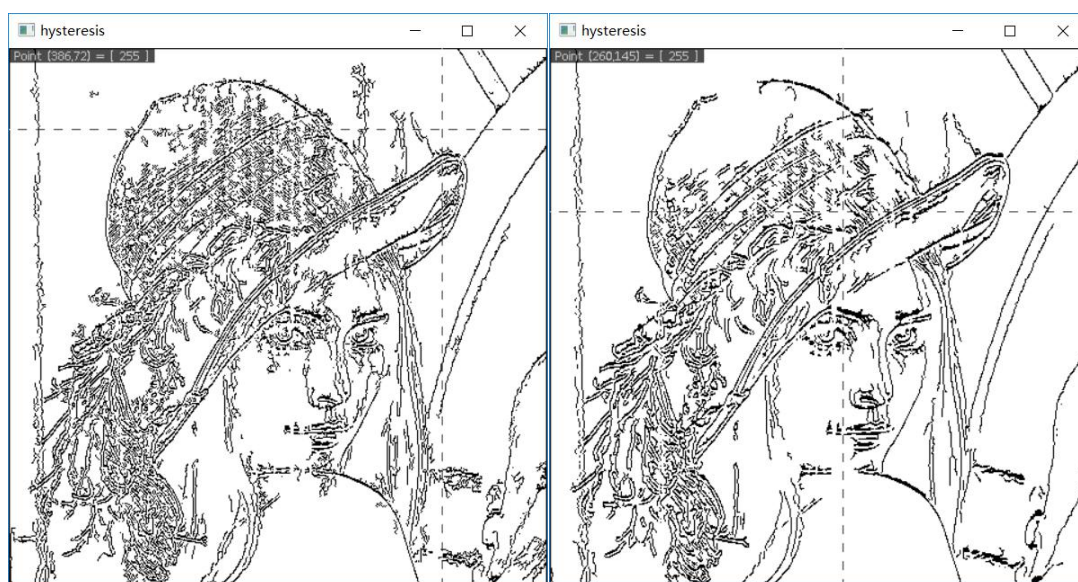 hysteresis
Point (386,72) = [ 255 ]
hysteresis
Point (260,145) = [ 255 ]